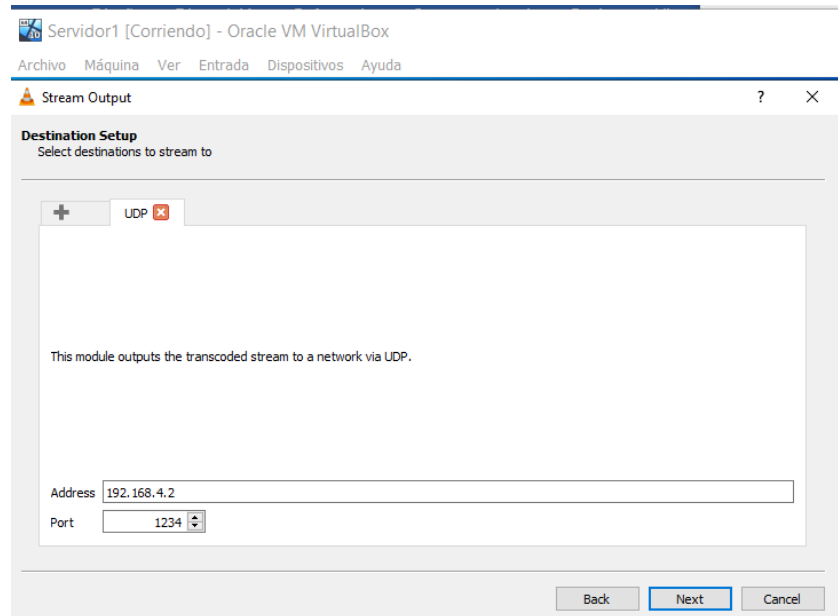 Servidor1 [Corriendo] - Oracle VM VirtualBox
Archivo Máquina Ver Entrada Dispositivos Ayuda
Stream Output ?
Destination Setup
Select destinations to stream to
UDP
This module outputs the transcoded stream to a network via UDP.
Address 192.168.4.2
Port 1234
Back Next Cancel